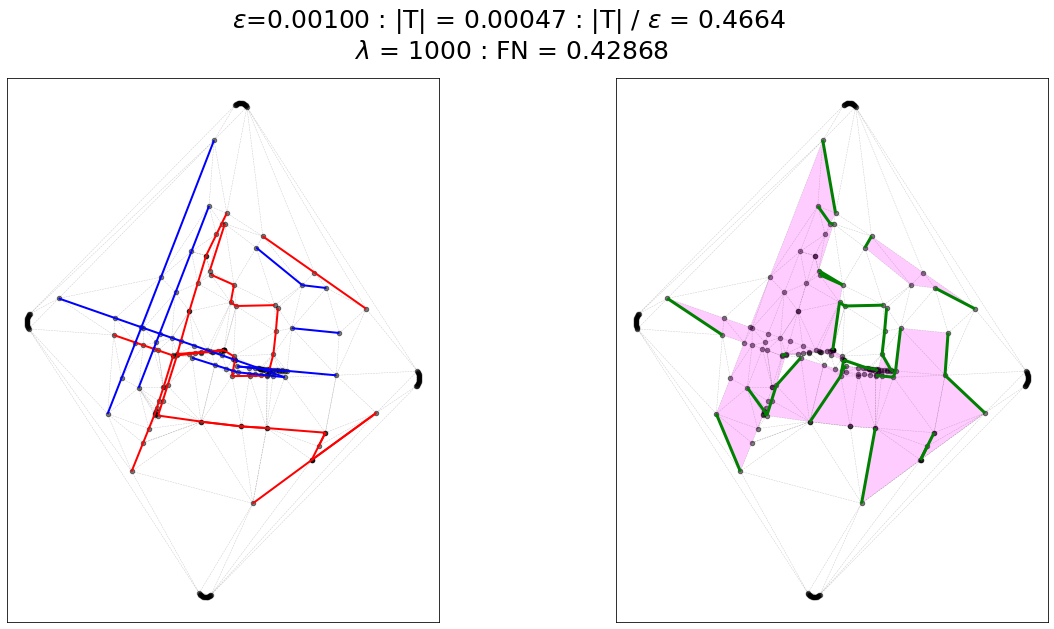 ε=0.00100 : |T| = 0.00047 : |T| / ε = 0.4664
λ = 1000 : FN = 0.42868